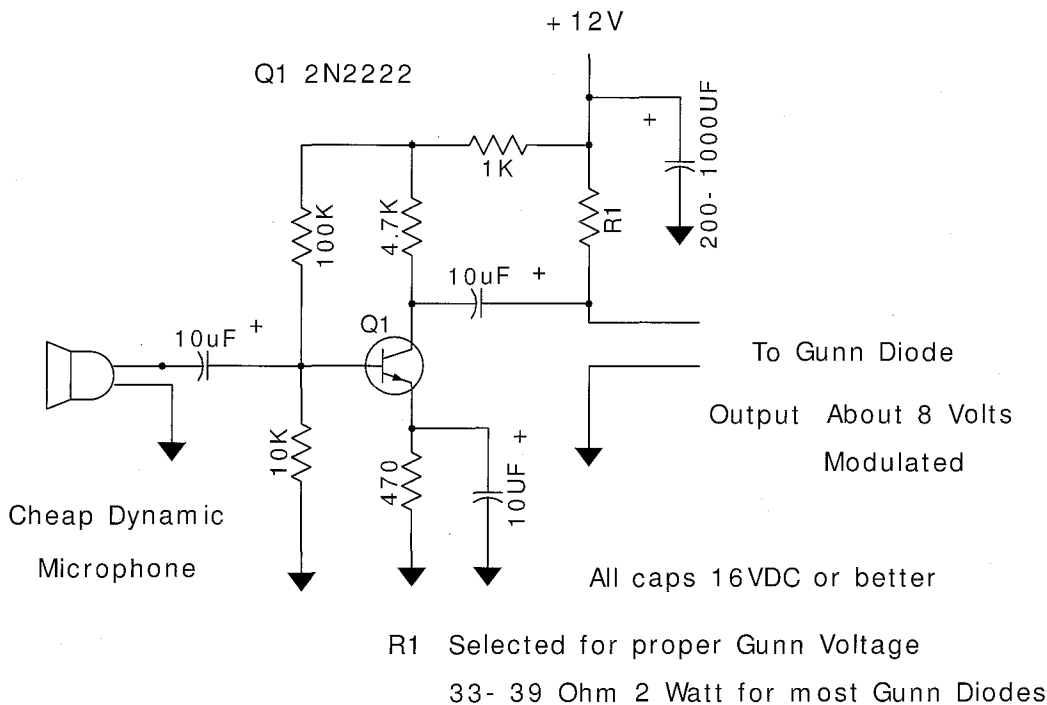 + 12V
Q1 2N2222
+
200- 1000UF
1K
100K
4.7K
R1
10uF +
Q1
10uF +
To Gunn Diode
Output About 8 Volts
Modulated
10K
470
10UF +
Cheap Dynamic
Microphone
All caps 16VDC or better
R1 Selected for proper Gunn Voltage
33- 39 Ohm 2 Watt for most Gunn Diodes